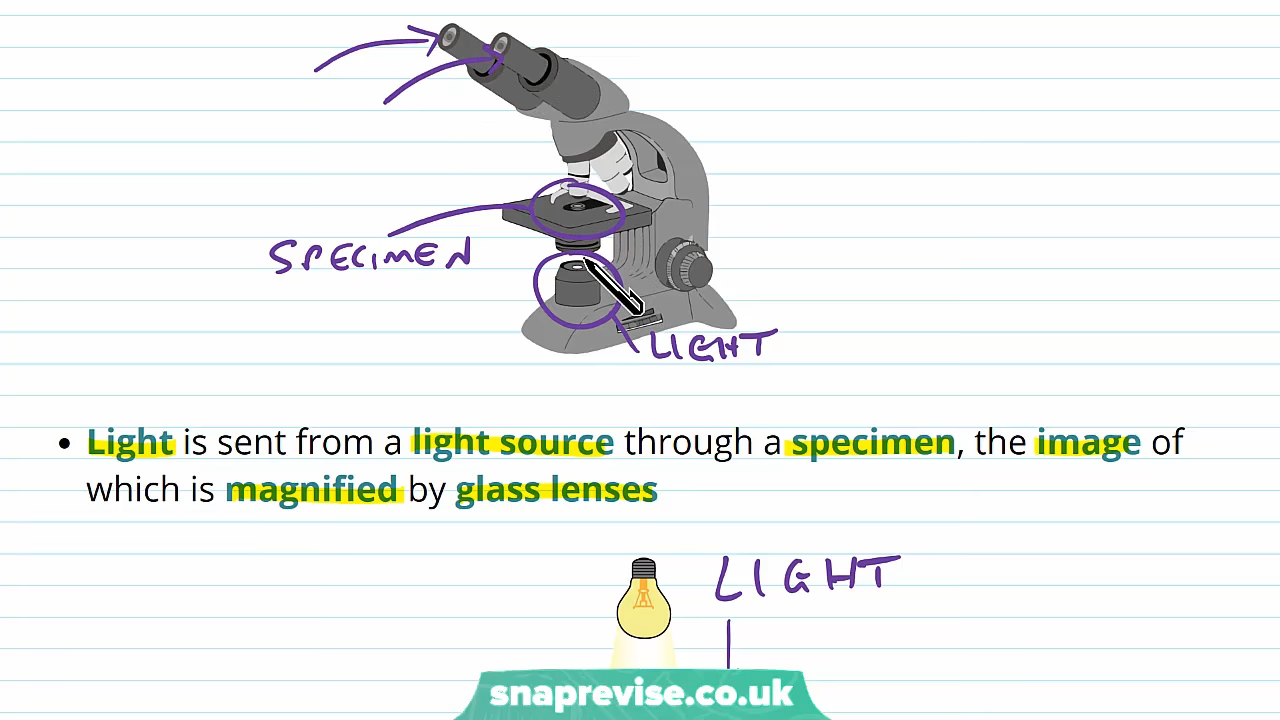 SPECIMEN
LIGHT
• Light is sent from a light source through a specimen, the image of
which is magnified by glass lenses
LIGHT
snaprevise.co.uk